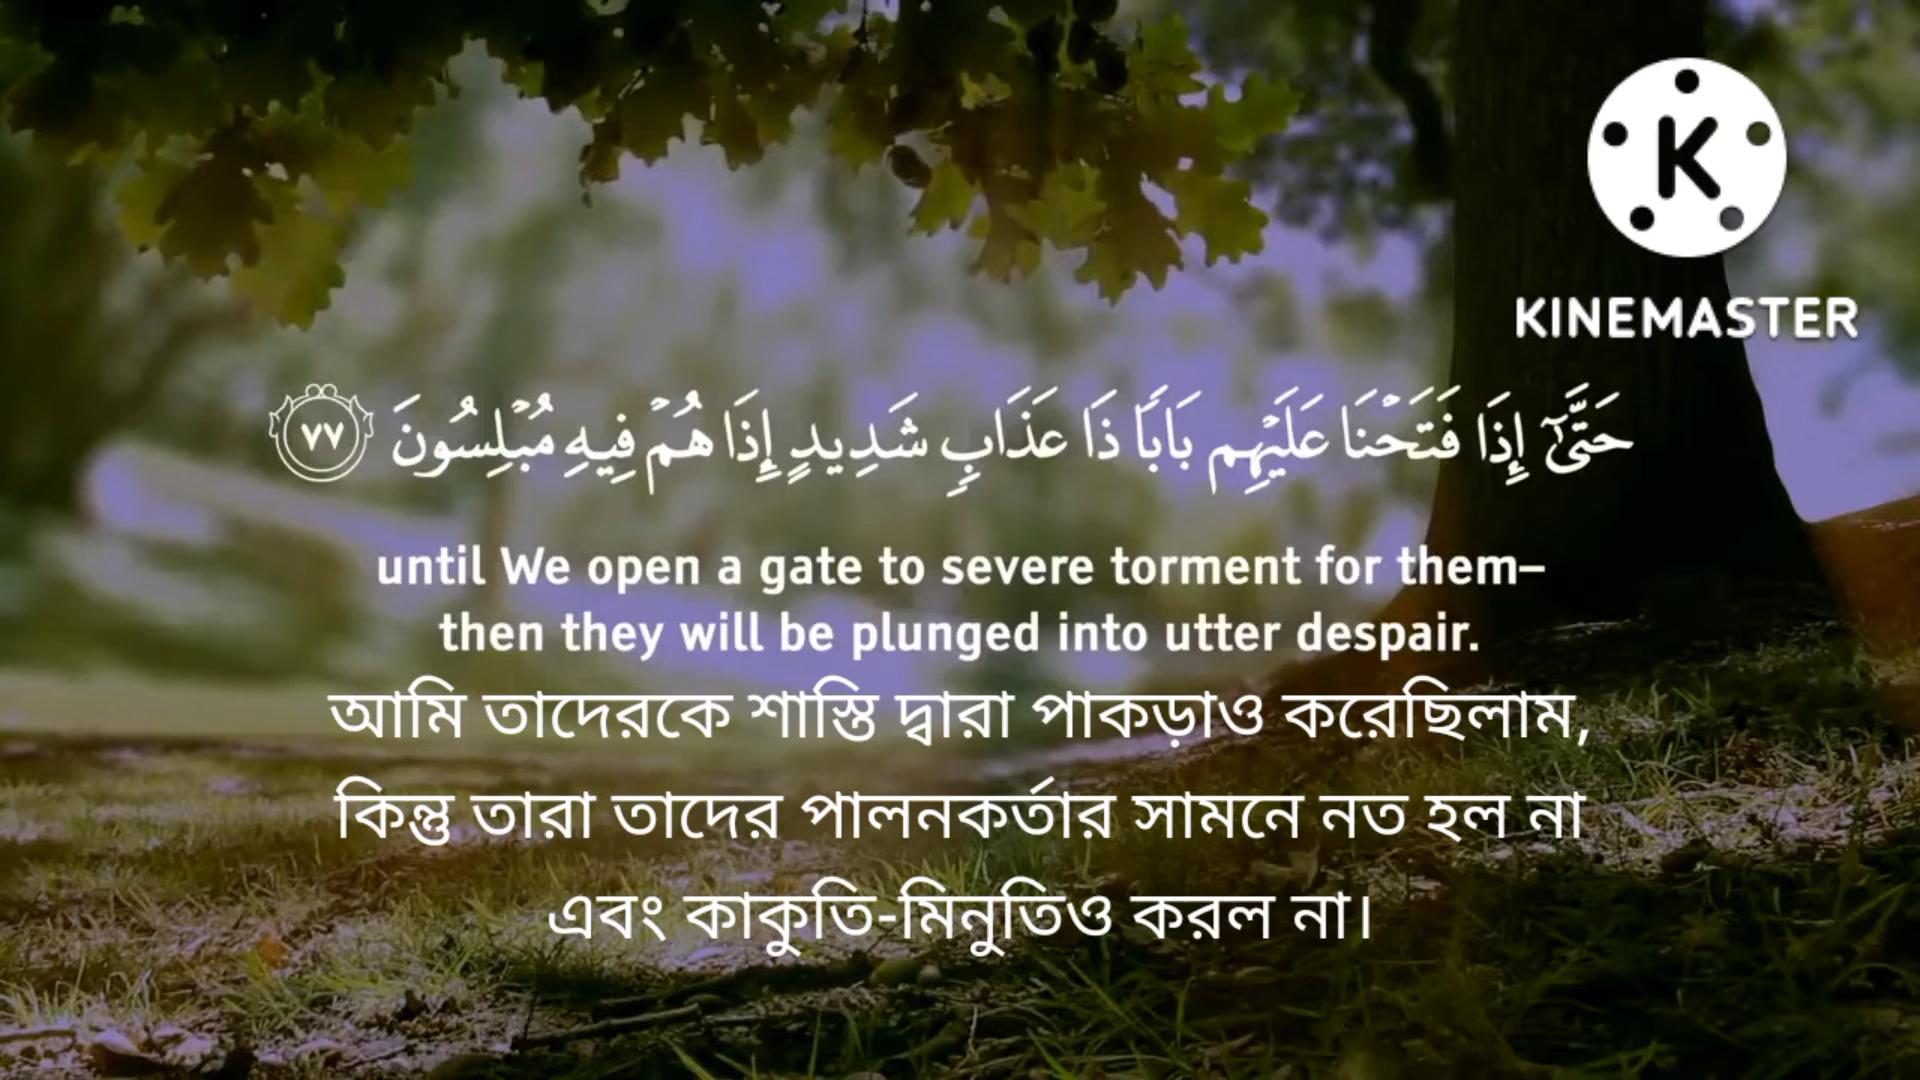 KINEMASTER
حَتَّىٰٓ إِذَا فَتَحْنَا عَلَيْهِم بَابًا ذَا عَذَابٍ شَدِيدٍ إِذَا هُمْ فِيهِ مُبْلِسُونَ ٧٧
until We open a gate to severe torment for them–
then they will be plunged into utter despair.
আমি তাদেরকে শাস্তি দ্বারা পাকড়াও করেছিলাম,
কিন্তু তারা তাদের পালনকর্তার সামনে নত হল না
এবং কাকুতি-মিনুতিও করল না।